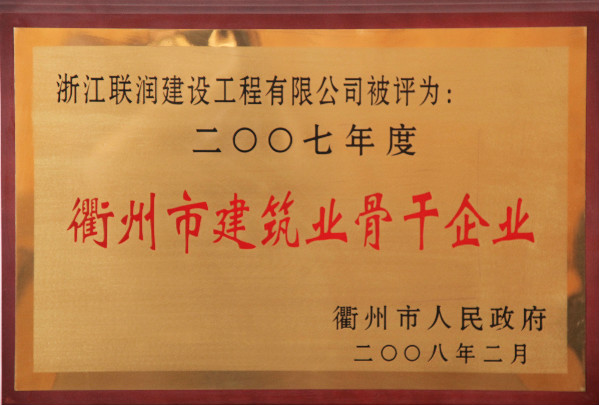 浙江联润建设工程有限公司被评为：
二〇〇七年度
衢州市建筑业骨干企业
衢州市人民政府
二〇〇八年二月